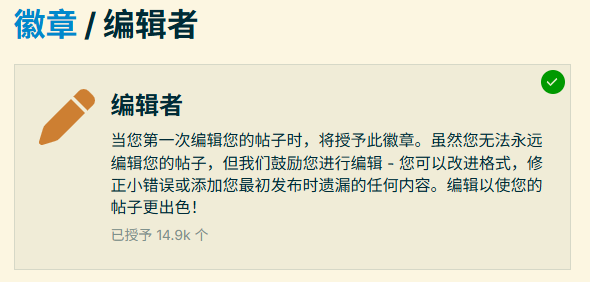 徽章 / 编辑者
编辑者
当您第一次编辑您的帖子时，将授予此徽章。虽然您无法永远
编辑您的帖子，但我们鼓励您进行编辑 - 您可以改进格式，修
正小错误或添加您最初发布时遗漏的任何内容。编辑以使您的
帖子更出色！
已授予 14.9k 个